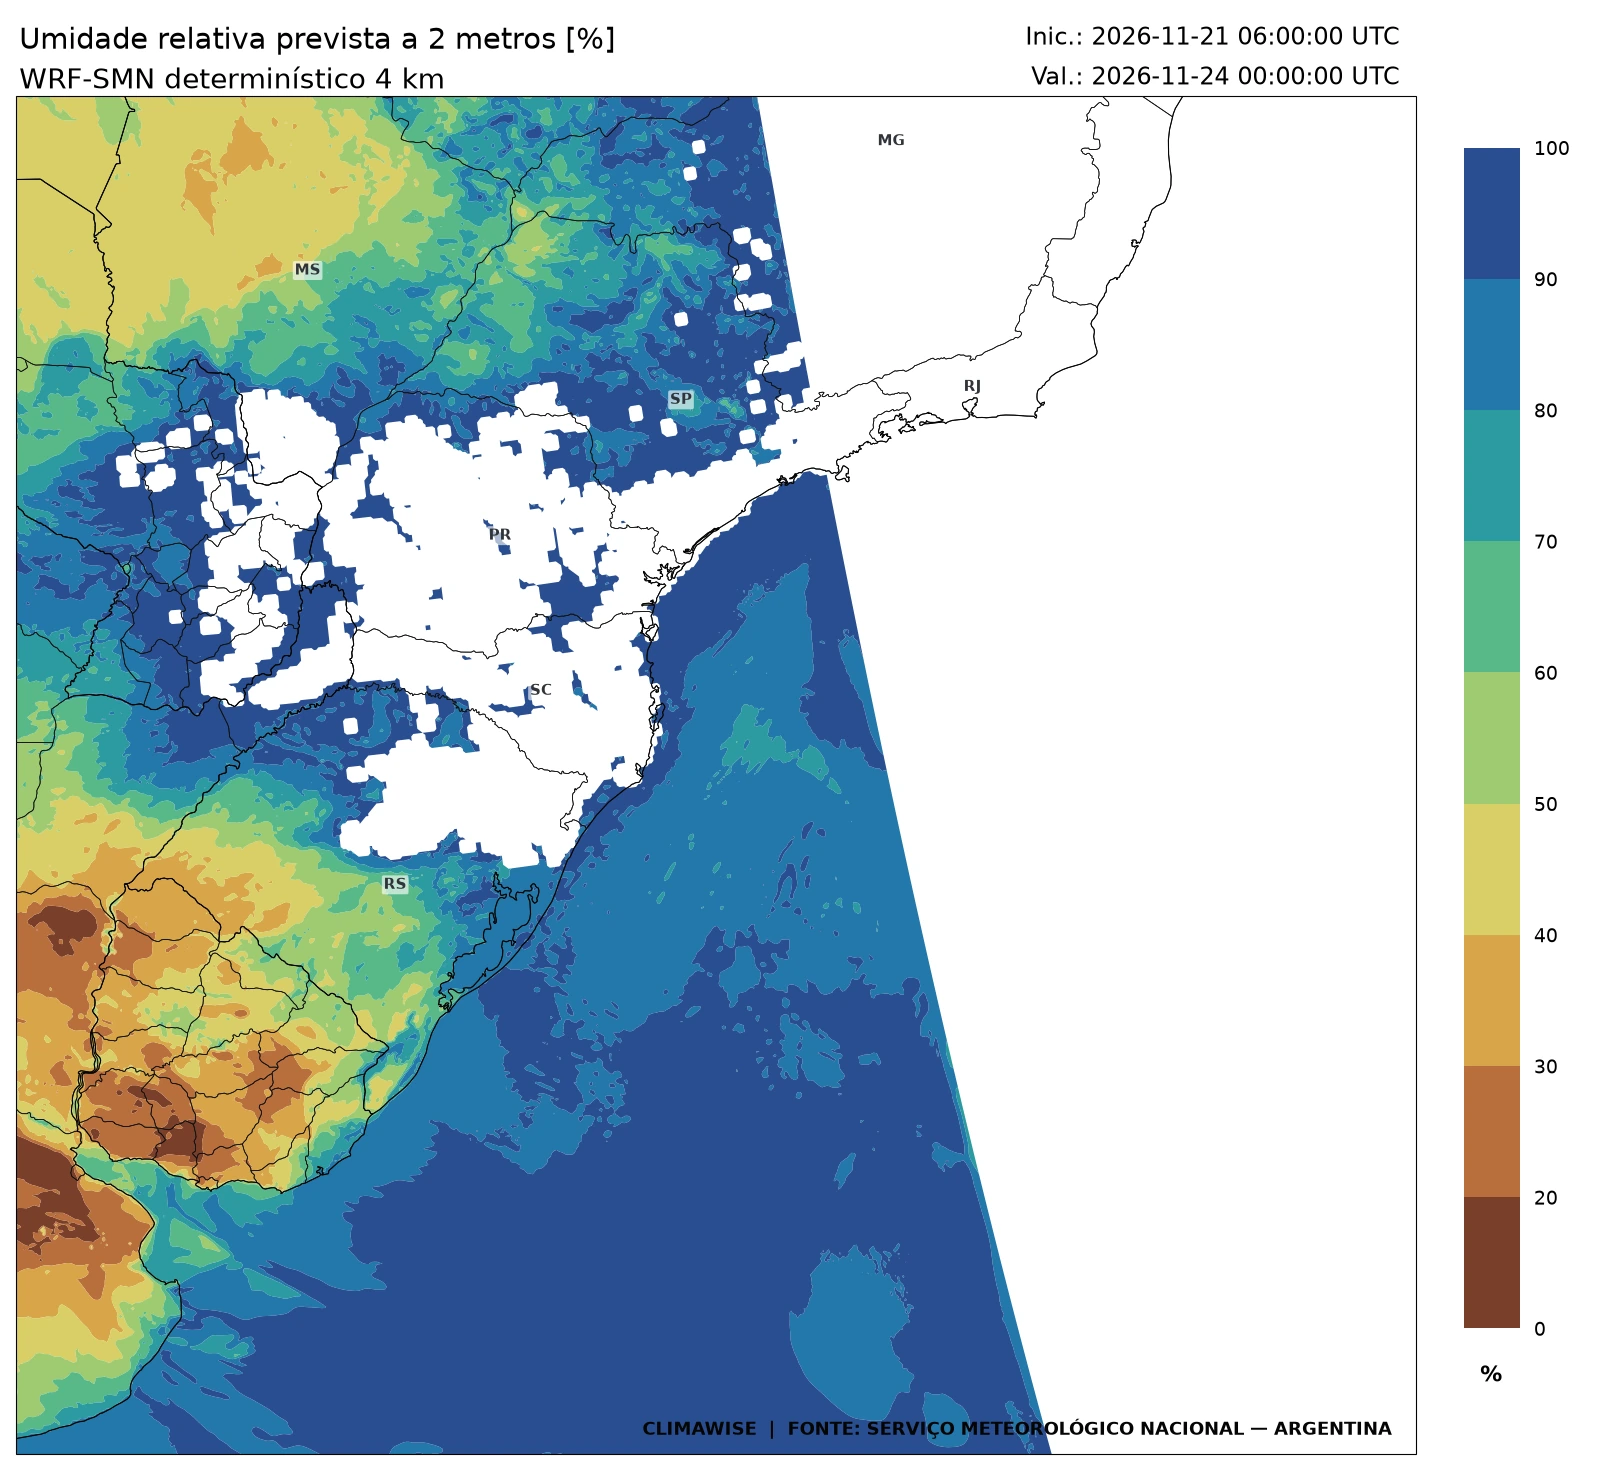 Umidade relativa prevista a 2 metros [%]
WRF-SMN determinístico 4 km
Inic.: 2026-11-21 06:00:00 UTC
Val.: 2026-11-24 00:00:00 UTC
MG
MS
RJ
SP
PR
SC
RS
100
90
80
70
60
50
40
30
20
0
%
CLIMAWISE | FONTE: SERVIÇO METEOROLÓGICO NACIONAL — ARGENTINA